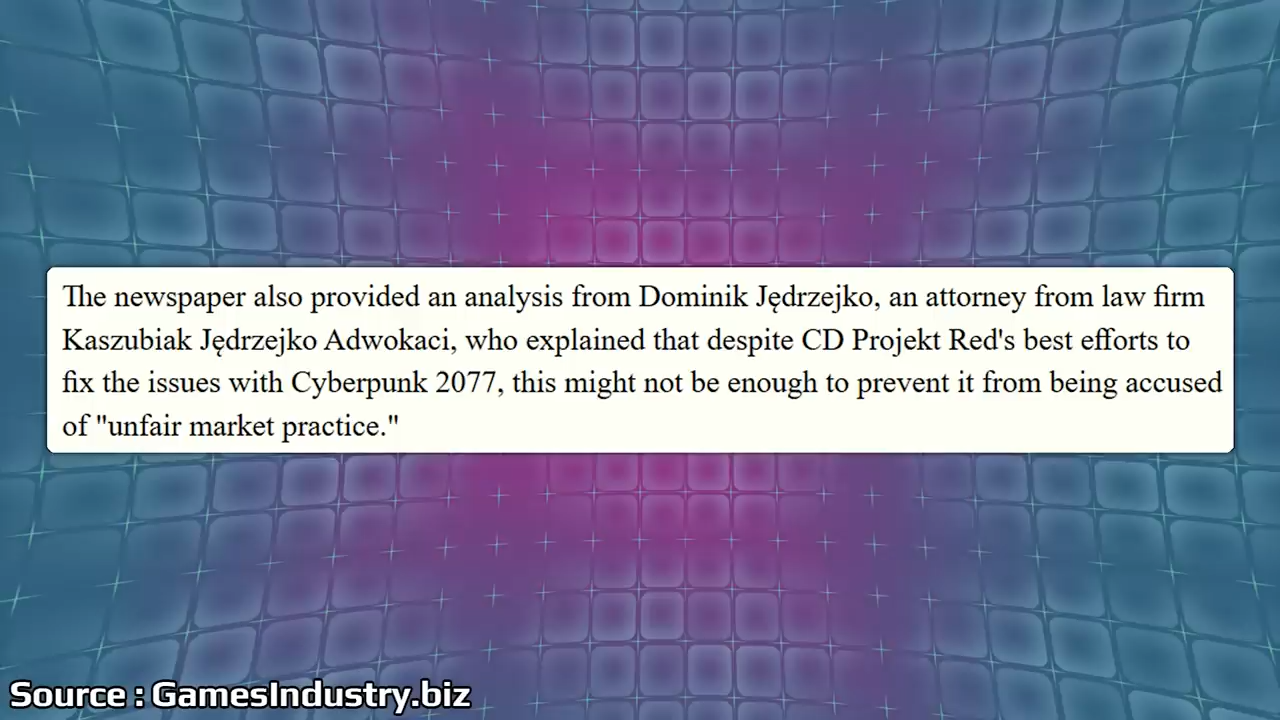 The newspaper also provided an analysis from Dominik Jędrzejko, an attorney from law firm
Kaszubiak Jędrzejko Adwokaci, who explained that despite CD Projekt Red's best efforts to
fix the issues with Cyberpunk 2077, this might not be enough to prevent it from being accused
of "unfair market practice."
Source : GamesIndustry.biz